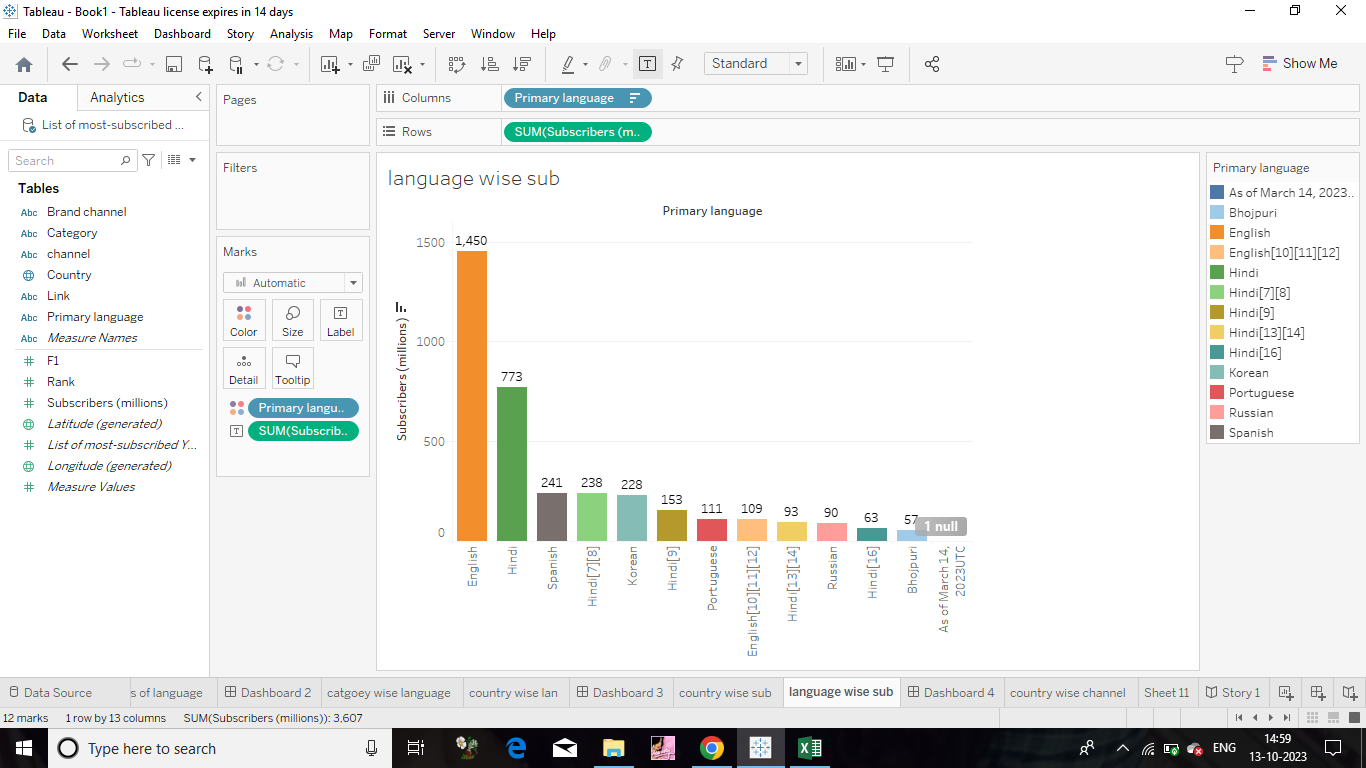 Tableau - Book1 - Tableau license expires in 14 days
File Data Worksheet Dashboard Story Analysis Map Format Server Window Help
Standard
Show Me
Data Analytics
List of most-subscribed ...
Search
Tables
Abc Brand channel
Abc Category
Abc channel
Country
Abc Link
Abc Primary language
Abc Measure Names
# F1
# Rank
# Subscribers (millions)
Latitude (generated)
# List of most-subscribed Y...
Longitude (generated)
# Measure Values
Pages
Filters
Marks
Automatic
Color Size Label
Detail Tooltip
Primary langu..
SUM(Subscrib..
Columns Primary language
Rows SUM(Subscribers (m..
language wise sub
Primary language
Subscribers (millions)
1500
1000
500
0
1,450
773
241
238
228
153
111
109
93
90
63
57
1 null
English
Hindi
Spanish
Hindi[7][8]
Korean
Hindi[9]
Portuguese
English[10][11][12]
Hindi[13][14]
Russian
Hindi[16]
Bhojpuri
As of March 14,
2023UTC
Primary language
As of March 14, 2023..
Bhojpuri
English
English[10][11][12]
Hindi
Hindi[7][8]
Hindi[9]
Hindi[13][14]
Hindi[16]
Korean
Portuguese
Russian
Spanish
Data Source s of language Dashboard 2 catgoey wise language country wise lan Dashboard 3 country wise sub language wise sub Dashboard 4 country wise channel Sheet 11 Story 1
12 marks 1 row by 13 columns SUM(Subscribers (millions)): 3,607
Type here to search
ENG
14:59
13-10-2023